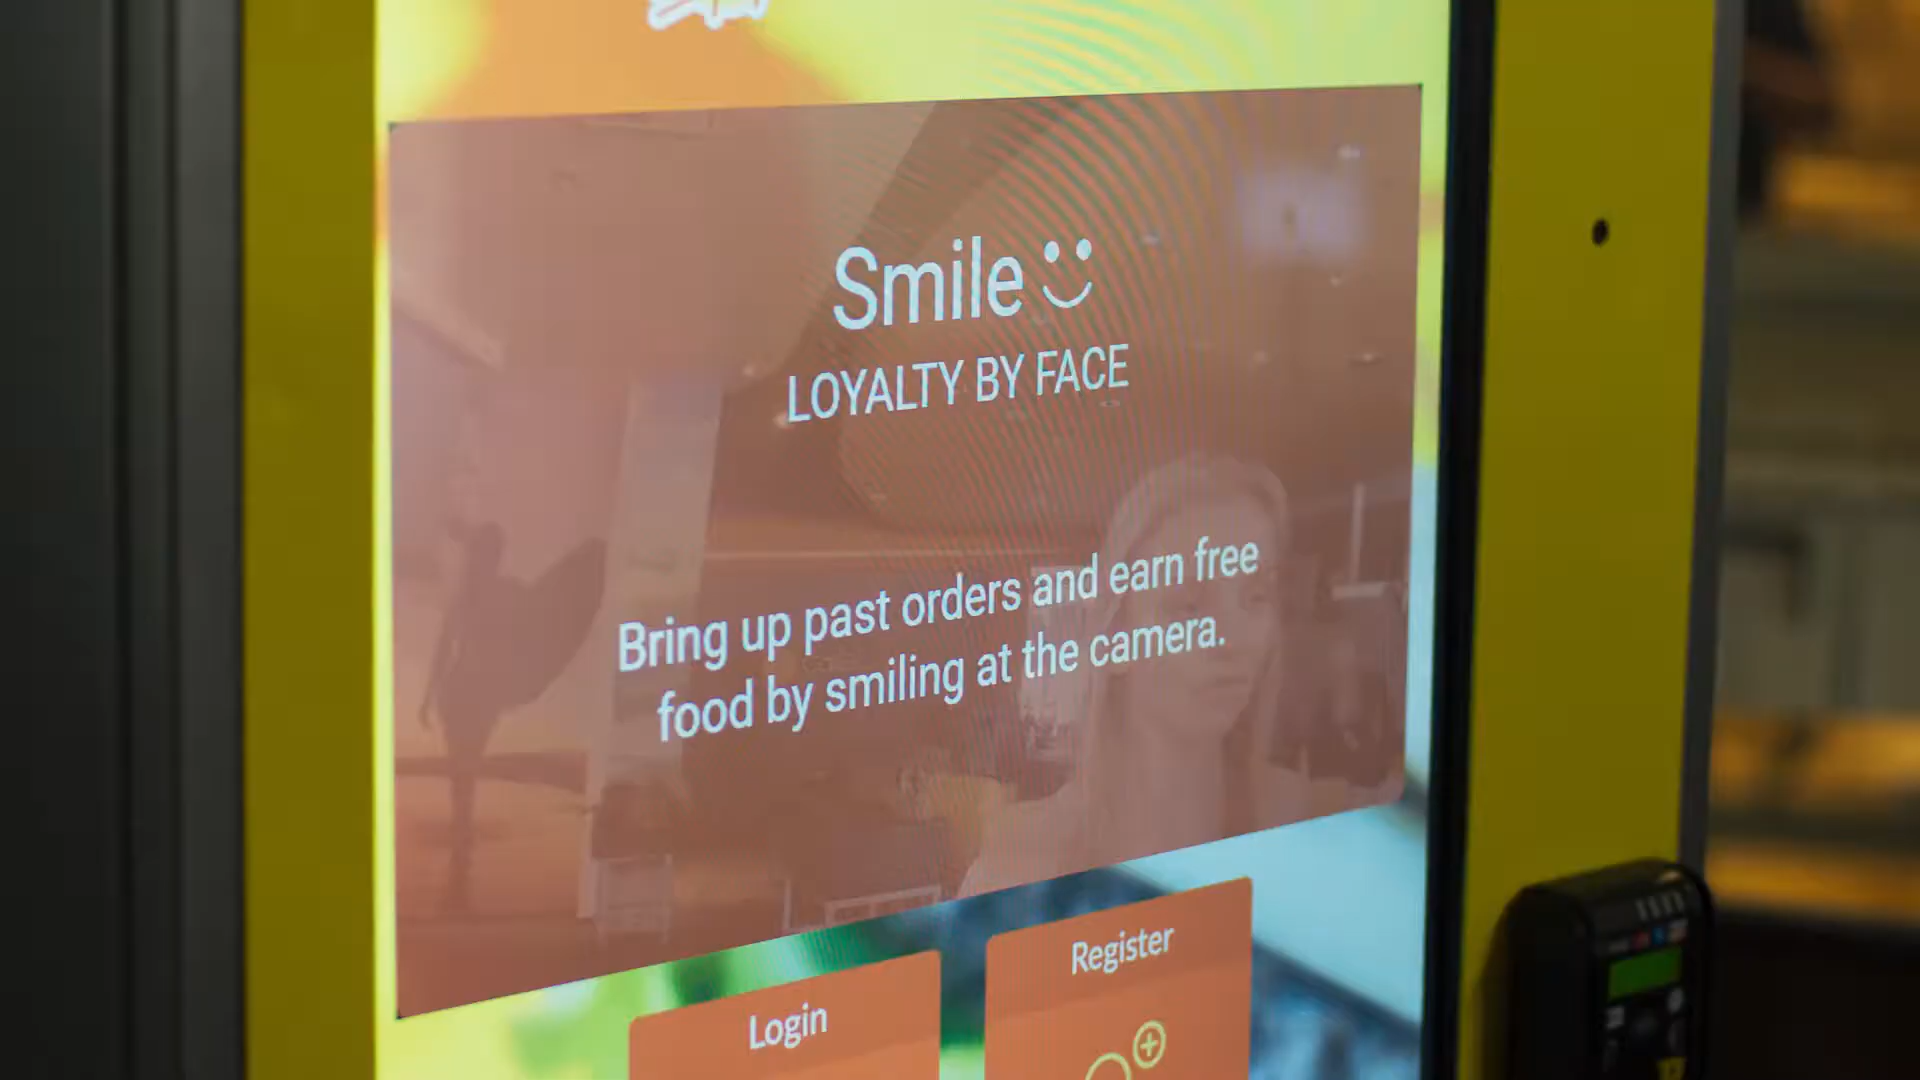 Smile
LOYALTY BY FACE
Bring up past orders and earn free
food by smiling at the camera.
Login
Register